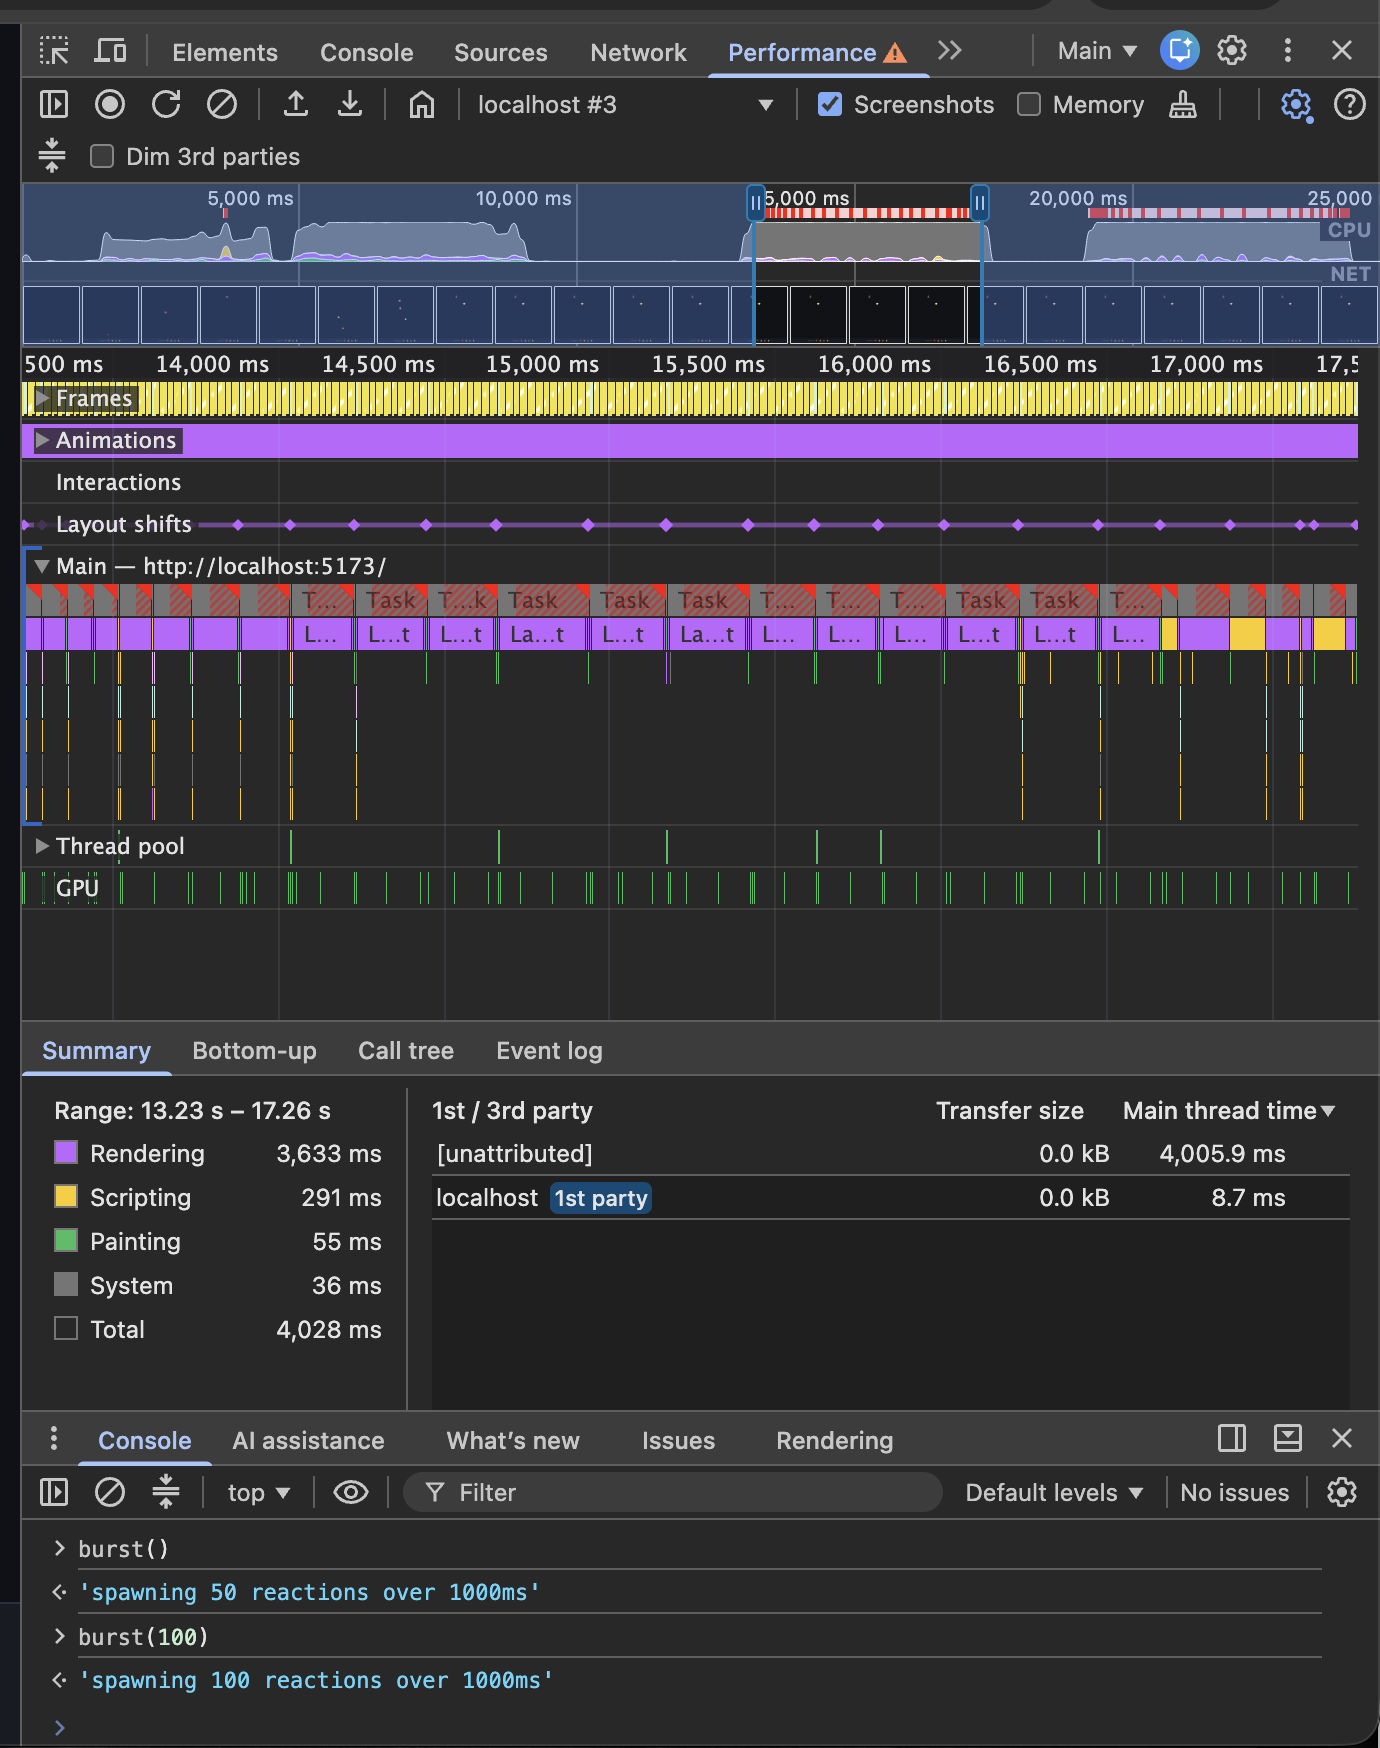 Elements Console Sources Network Performance Main
localhost #3 Screenshots Memory
Dim 3rd parties
5,000 ms 10,000 ms 5,000 ms 20,000 ms 25,000
CPU
NET
500 ms 14,000 ms 14,500 ms 15,000 ms 15,500 ms 16,000 ms 16,500 ms 17,000 ms 17,5
Frames
Animations
Interactions
Layout shifts
Main — http://localhost:5173/
T... Task T...k Task Task Task T... T... T... Task Task T...
L... L...t L...t La...t L...t La...t L... L... L... L...t L...t L...
Thread pool
GPU
Summary Bottom-up Call tree Event log
Range: 13.23 s – 17.26 s
Rendering 3,633 ms
Scripting 291 ms
Painting 55 ms
System 36 ms
Total 4,028 ms
1st / 3rd party Transfer size Main thread time
[unattributed] 0.0 kB 4,005.9 ms
localhost 1st party 0.0 kB 8.7 ms
Console AI assistance What's new Issues Rendering
top Filter Default levels No issues
> burst()
'spawning 50 reactions over 1000ms'
> burst(100)
'spawning 100 reactions over 1000ms'
>